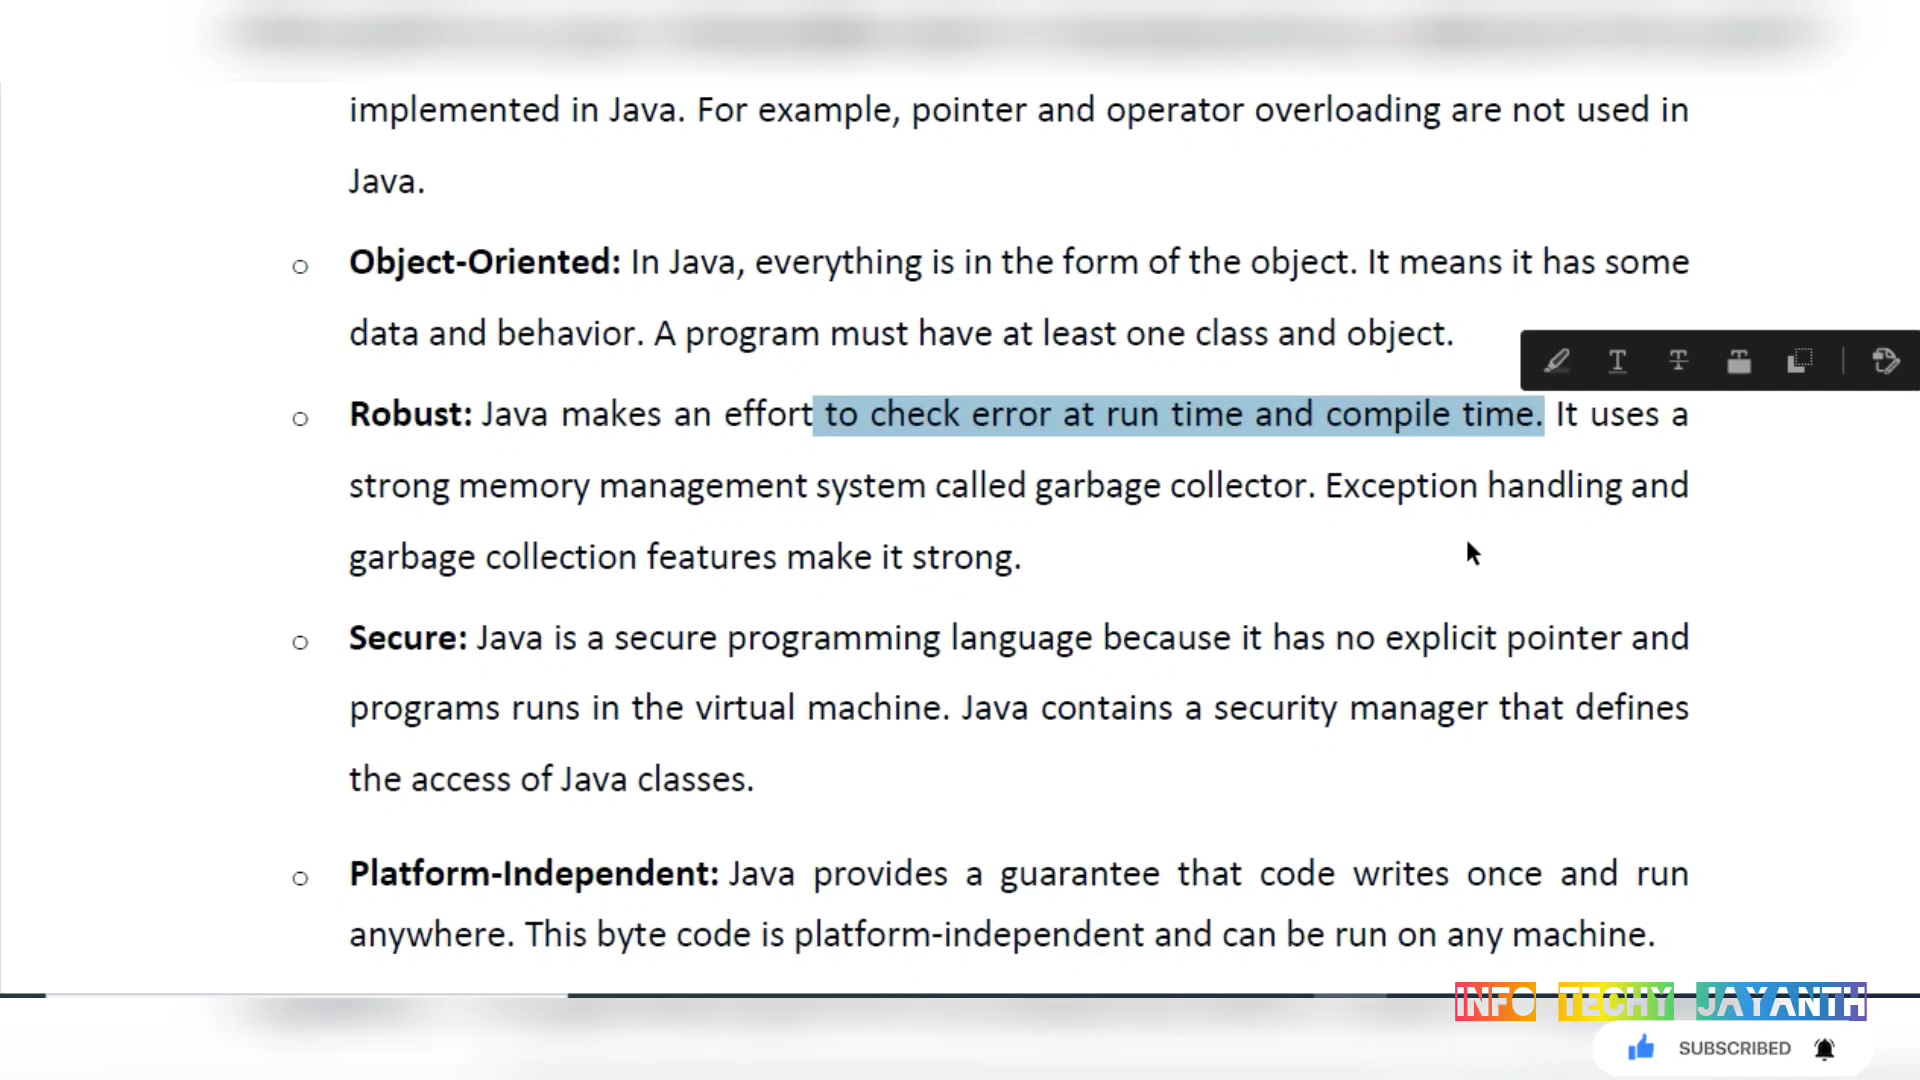 implemented in Java. For example, pointer and operator overloading are not used in
Java.
o Object-Oriented: In Java, everything is in the form of the object. It means it has some
data and behavior. A program must have at least one class and object.
o Robust: Java makes an effort to check error at run time and compile time. It uses a
strong memory management system called garbage collector. Exception handling and
garbage collection features make it strong.
o Secure: Java is a secure programming language because it has no explicit pointer and
programs runs in the virtual machine. Java contains a security manager that defines
the access of Java classes.
o Platform-Independent: Java provides a guarantee that code writes once and run
anywhere. This byte code is platform-independent and can be run on any machine.
INFO TECHY JAYANTH
SUBSCRIBED